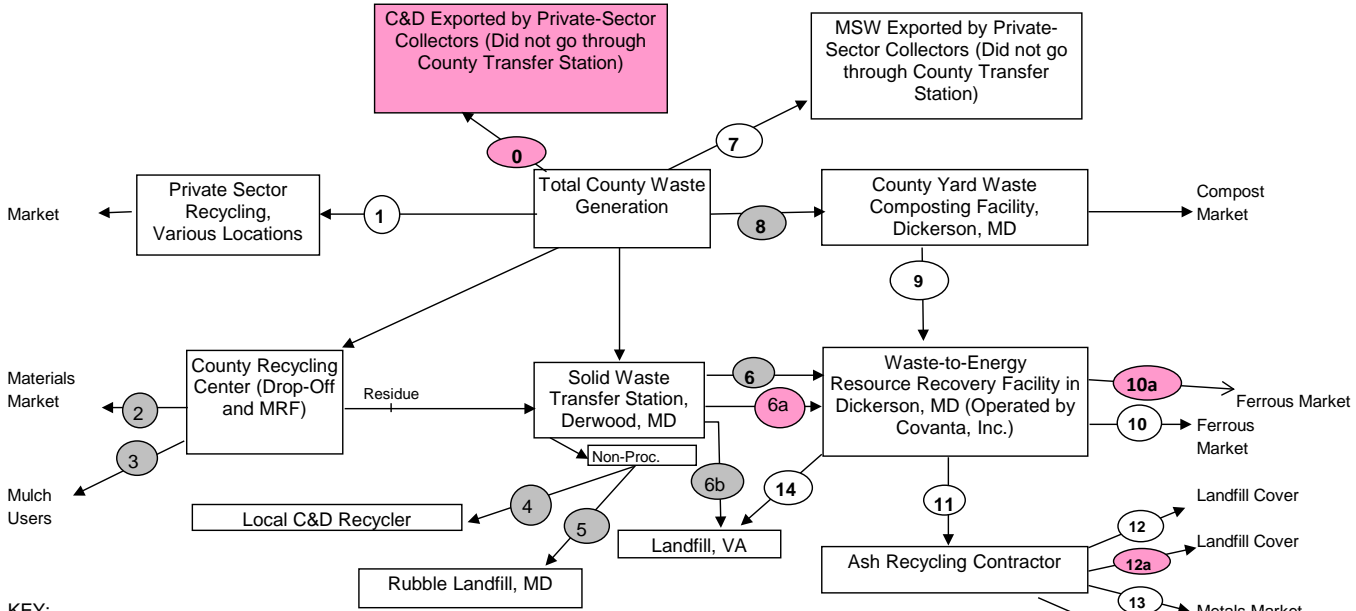 C&D Exported by Private-Sector
Collectors (Did not go through
County Transfer Station)
MSW Exported by Private-
Sector Collectors (Did not go
through County Transfer
Station)
0
7
Market
Private Sector
Recycling,
Various Locations
1
Total County Waste
Generation
8
County Yard Waste
Composting Facility,
Dickerson, MD
Compost
Market
9
Materials
Market
2
County Recycling
Center (Drop-Off
and MRF)
Residue
Solid Waste
Transfer Station,
Derwood, MD
6
6a
Waste-to-Energy
Resource Recovery Facility in
Dickerson, MD (Operated by
Covanta, Inc.)
10a
Ferrous Market
10
Ferrous
Market
3
Mulch
Users
Non-Proc.
6b
14
11
4
Local C&D Recycler
5
Landfill, VA
Rubble Landfill, MD
Ash Recycling Contractor
12
Landfill Cover
12a
Landfill Cover
13
Metals Market
KEY: